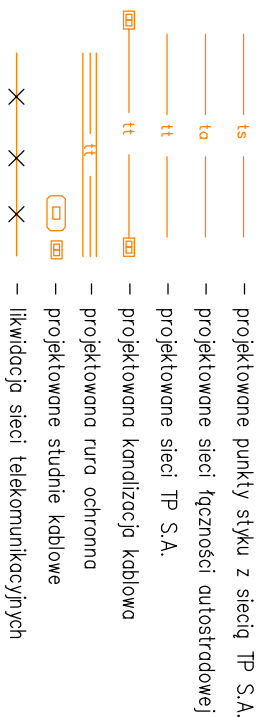 ts - projektowane punkty styku z siecią TP S.A.
ta - projektowane sieci łączności autostradowej
tt - projektowane sieci TP S.A.
tt - projektowana kanalizacja kablowa
tt - projektowana rura ochronna
- projektowane studnie kablowe
- likwidacja sieci telekomunikacyjnych